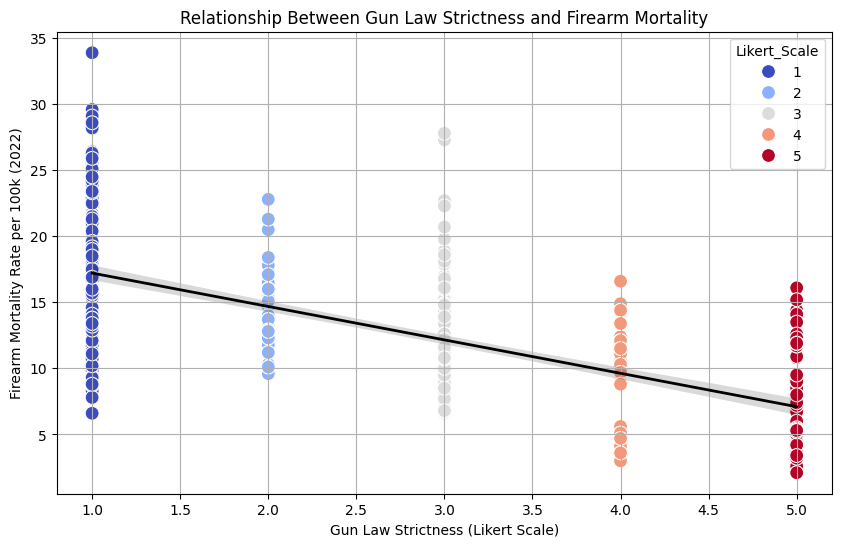 Relationship Between Gun Law Strictness and Firearm Mortality
Firearm Mortality Rate per 100k (2022)
35
30
25
20
15
10
5
Likert_Scale
1
2
3
4
5
1.0 1.5 2.0 2.5 3.0 3.5 4.0 4.5 5.0
Gun Law Strictness (Likert Scale)